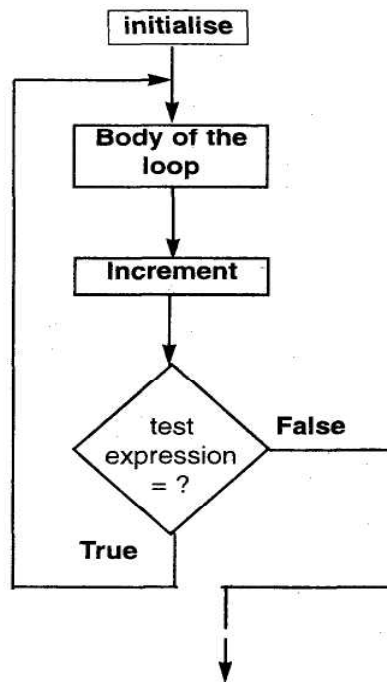 initialise
Body of the
loop
Increment
test
expression
= ?
False
True